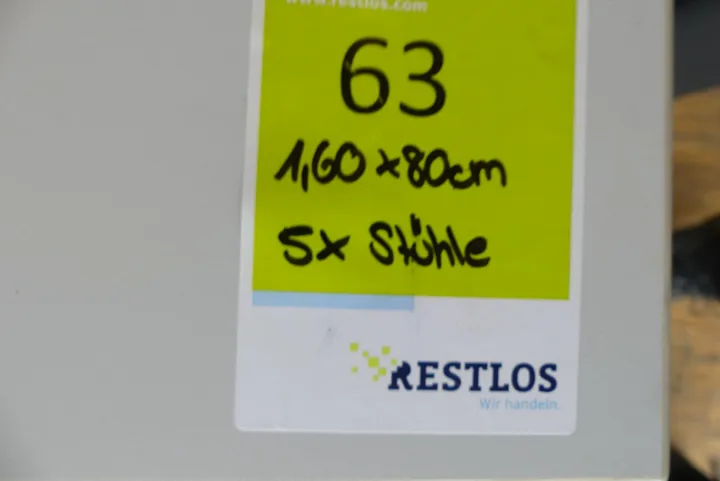 www.restlos.com
63
1,60 x 80cm
5x Stühle
RESTLOS
Wir handeln.